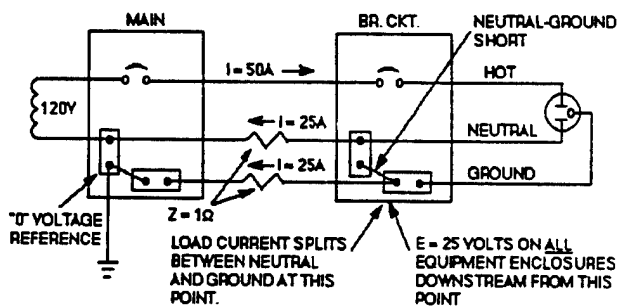 MAIN
BR. CKT.
NEUTRAL-GROUND
SHORT
I = 50A
HOT
120Y
I = 25A
NEUTRAL
I = 25A
GROUND
Z = 1Ω
"0" VOLTAGE
REFERENCE
LOAD CURRENT SPLITS
BETWEEN NEUTRAL
AND GROUND AT THIS
POINT.
E = 25 VOLTS ON ALL
EQUIPMENT ENCLOSURES
DOWNSTREAM FROM THIS
POINT